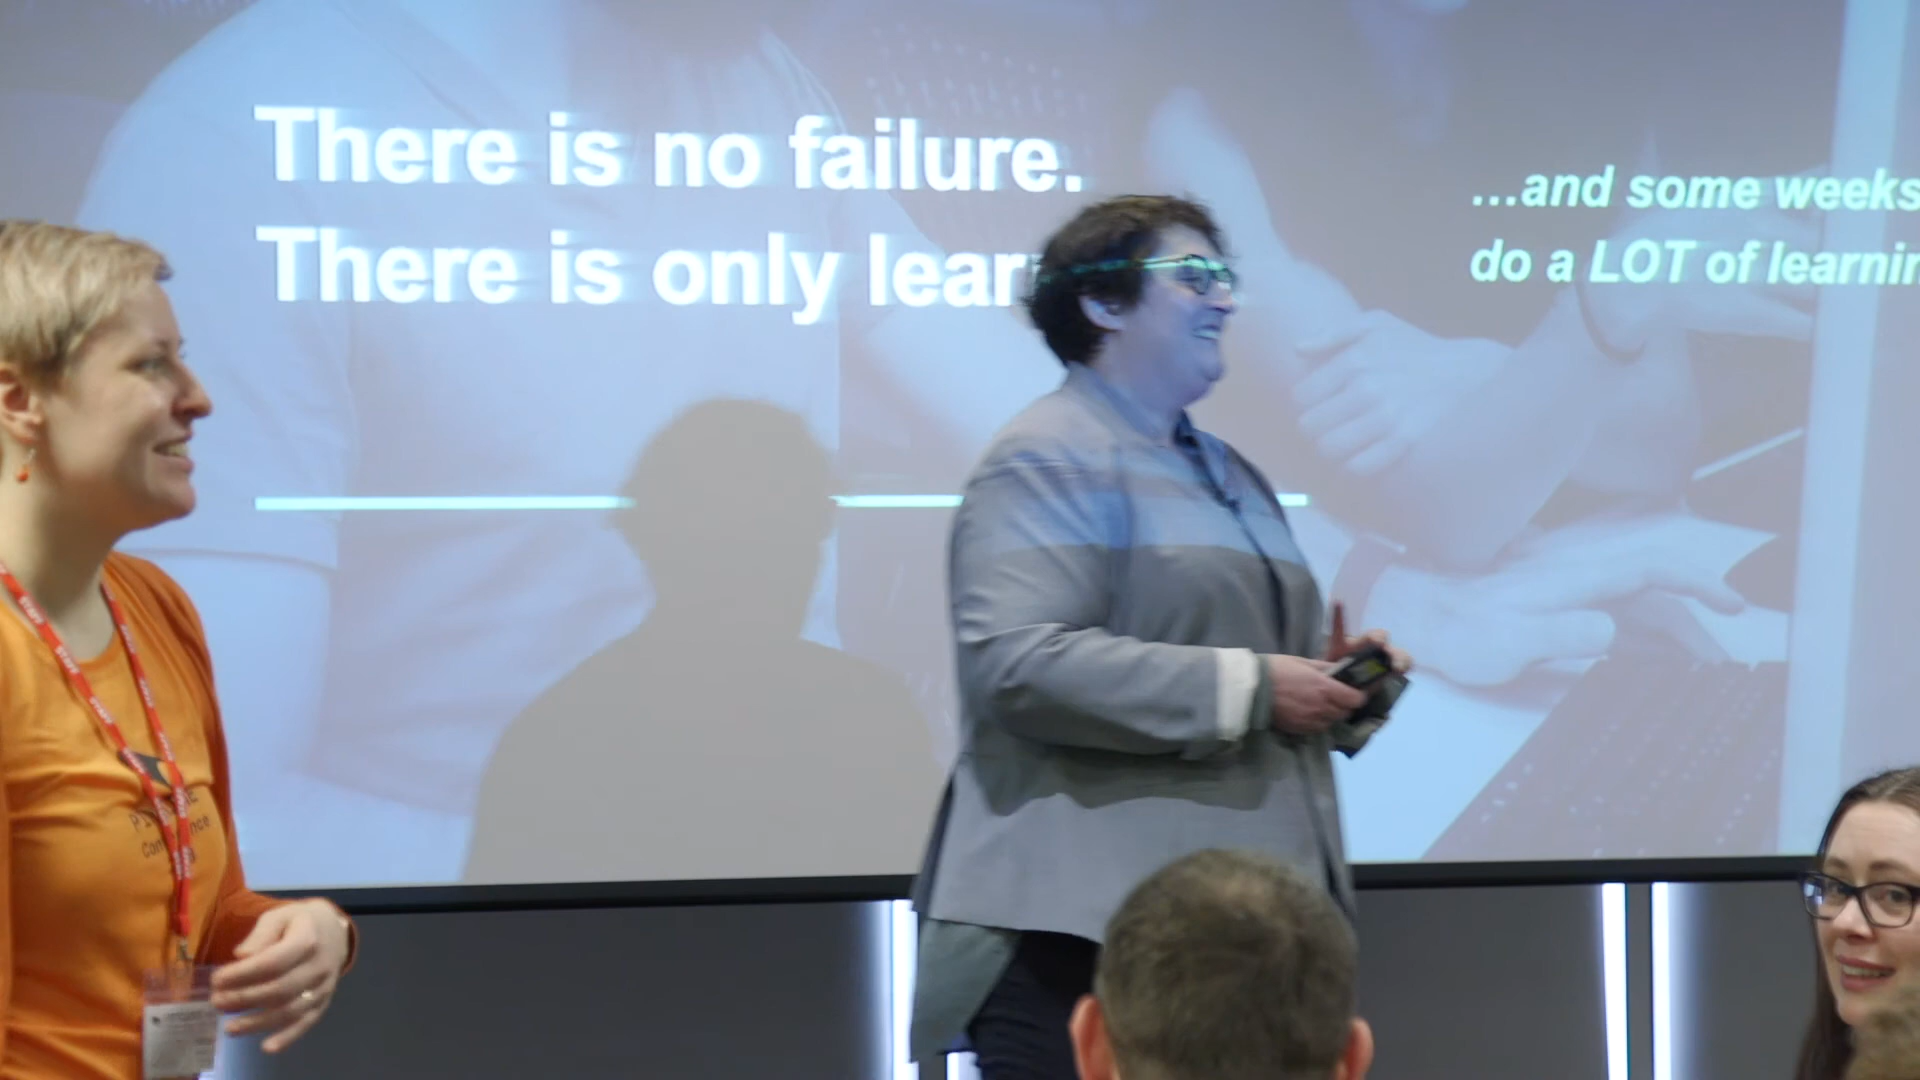 There is no failure.
There is only lear
...and some weeks
do a LOT of learnin